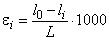 εᵢ = (l₀ − lᵢ) / L · 1000